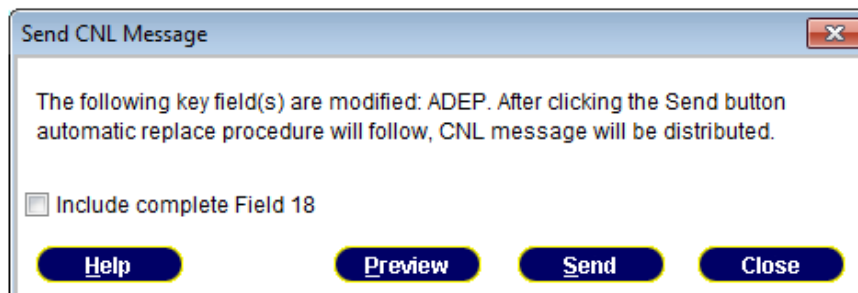 Send CNL Message
The following key field(s) are modified: ADEP. After clicking the Send button
automatic replace procedure will follow, CNL message will be distributed.
Include complete Field 18
Help Preview Send Close